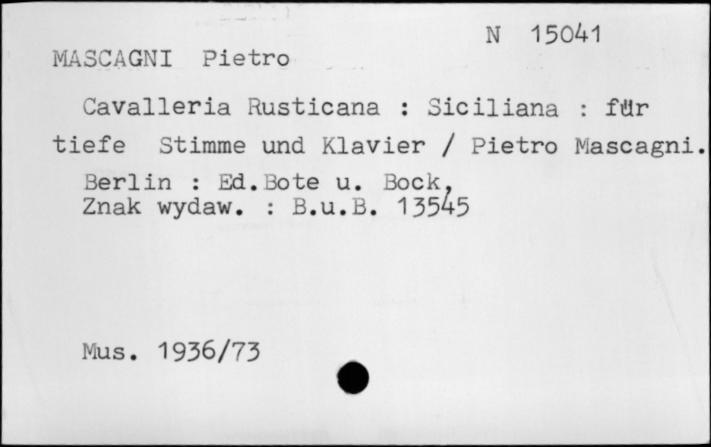 N 15041
MASCAGNI Pietro
Cavalleria Rusticana : Siciliana : für
tiefe Stimme und Klavier / Pietro Mascagni.
Berlin : Ed.Bote u. Bock,
Znak wydaw. : B.u.B. 13545
Mus. 1936/73